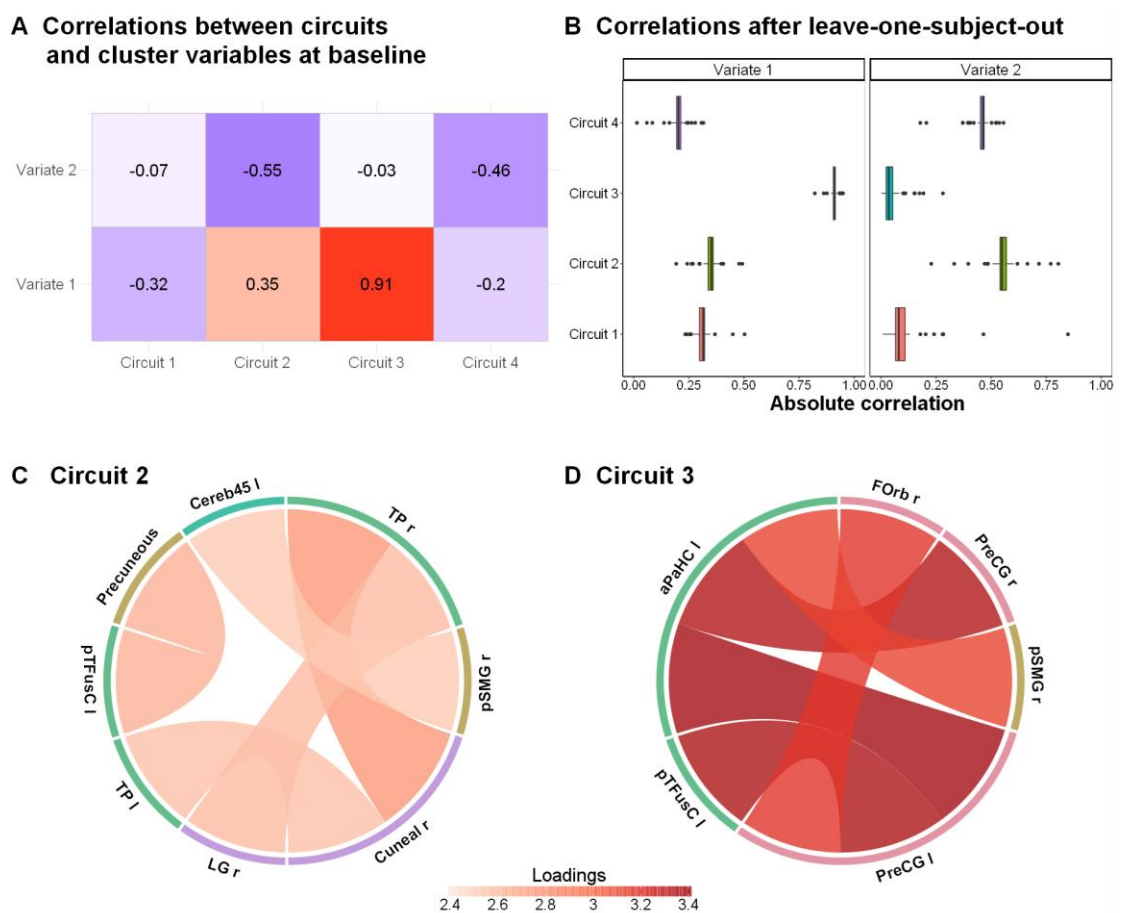 A Correlations between circuits
and cluster variables at baseline
Variate 2
-0.07
-0.55
-0.03
-0.46
Variate 1
-0.32
0.35
0.91
-0.2
Circuit 1
Circuit 2
Circuit 3
Circuit 4
B Correlations after leave-one-subject-out
Variate 1
Variate 2
Circuit 4
Circuit 3
Circuit 2
Circuit 1
0.00
0.25
0.50
0.75
1.00
0.00
0.25
0.50
0.75
1.00
Absolute correlation
C Circuit 2
Cereb45 l
TP r
Precuneous
pSMG r
pTFusC l
TP l
LG r
Cuneal r
D Circuit 3
FOrb r
aPaHC l
PreCG r
pSMG r
pTFusC l
PreCG l
Loadings
2.4
2.6
2.8
3
3.2
3.4